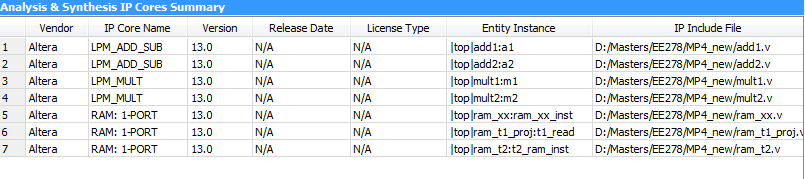 Analysis & Synthesis IP Cores Summary
Vendor IP Core Name Version Release Date License Type Entity Instance IP Include File
1 Altera LPM_ADD_SUB 13.0 N/A N/A |top|add1:a1 D:/Masters/EE278/MP4_new/add1.v
2 Altera LPM_ADD_SUB 13.0 N/A N/A |top|add2:a2 D:/Masters/EE278/MP4_new/add2.v
3 Altera LPM_MULT 13.0 N/A N/A |top|mult1:m1 D:/Masters/EE278/MP4_new/mult1.v
4 Altera LPM_MULT 13.0 N/A N/A |top|mult2:m2 D:/Masters/EE278/MP4_new/mult2.v
5 Altera RAM: 1-PORT 13.0 N/A N/A |top|ram_xx:ram_xx_inst D:/Masters/EE278/MP4_new/ram_xx.v
6 Altera RAM: 1-PORT 13.0 N/A N/A |top|ram_t1_proj:t1_read D:/Masters/EE278/MP4_new/ram_t1_proj.v
7 Altera RAM: 1-PORT 13.0 N/A N/A |top|ram_t2:t2_ram_inst D:/Masters/EE278/MP4_new/ram_t2.v